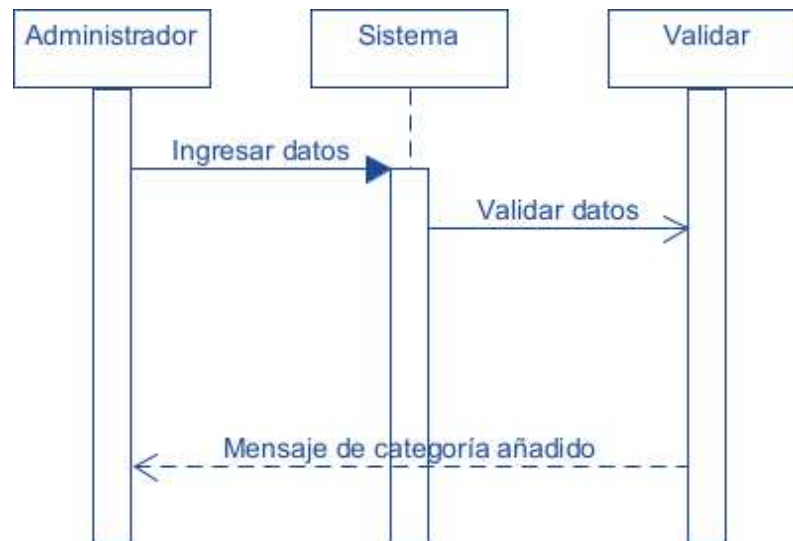 Administrador
Sistema
Validar
Ingresar datos
Validar datos
Mensaje de categoría añadido